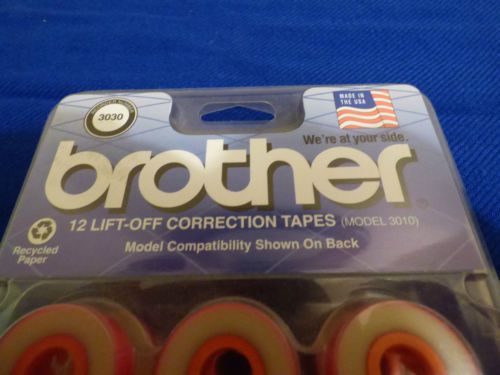 3030
MADE IN
THE USA
We're at your side.
brother®
12 LIFT-OFF CORRECTION TAPES (MODEL 3010)
Model Compatibility Shown On Back
Recycled
Paper